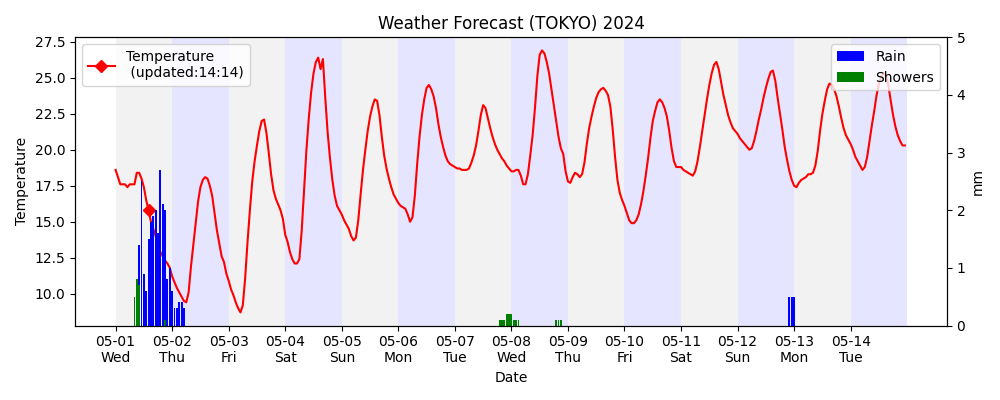 Weather Forecast (TOKYO) 2024
Temperature
(updated:14:14)
Rain
Showers
27.5
25.0
22.5
20.0
17.5
15.0
12.5
10.0
Temperature
5
4
3
2
1
0
mm
05-01 05-02 05-03 05-04 05-05 05-06 05-07 05-08 05-09 05-10 05-11 05-12 05-13 05-14
Wed Thu Fri Sat Sun Mon Tue Wed Thu Fri Sat Sun Mon Tue
Date